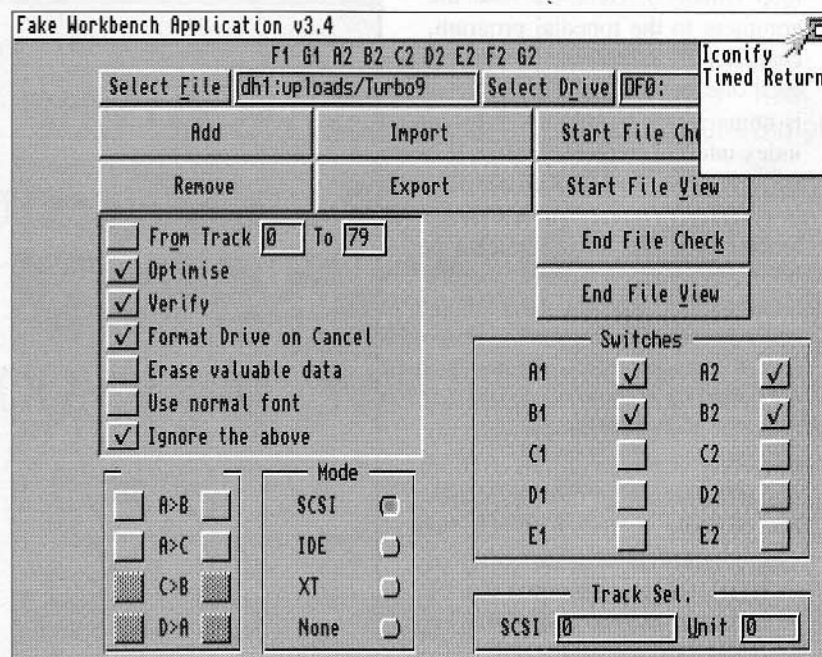 Fake Workbench Application v3.4
F1 G1 A2 B2 C2 D2 E2 F2 G2
Iconify
Timed Return
Select File dh1:uploads/Turbo9 Select Drive DF0:
Add Import Start File Ch
Remove Export Start File View
From Track 0 To 79
End File Check
Optimise
Verify
End File View
Format Drive on Cancel
Erase valuable data
Use normal font
Ignore the above
Switches
A1 A2
B1 B2
C1 C2
D1 D2
E1 E2
Mode
A>B SCSI
A>C IDE
C>B XT
D>A None
Track Sel.
SCSI 0 Unit 0